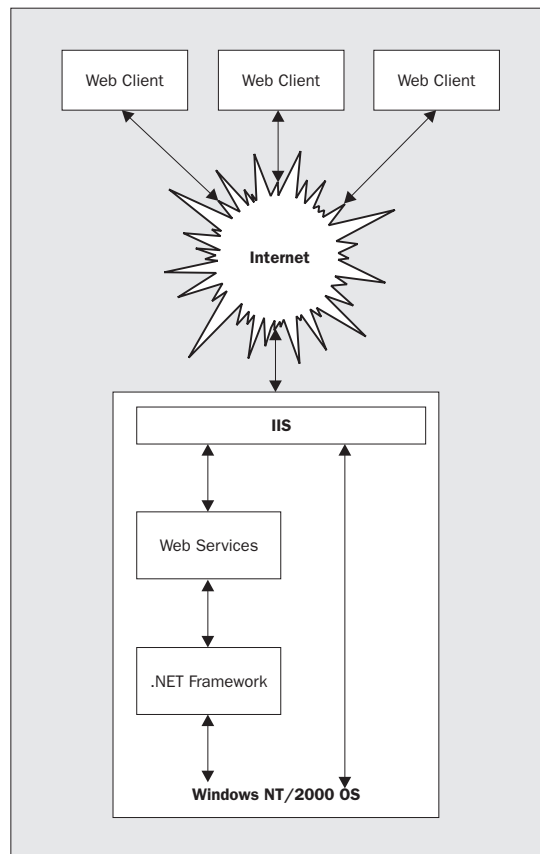 Web Client
Web Client
Web Client
Internet
IIS
Web Services
.NET Framework
Windows NT/2000 OS